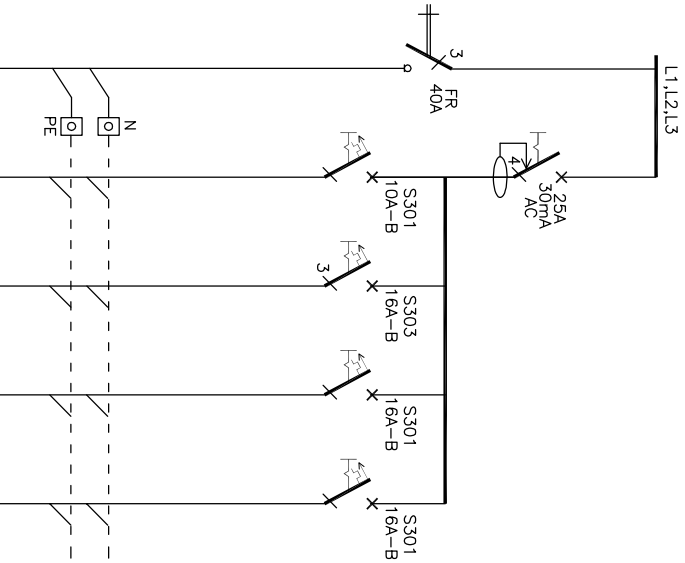 L1,L2,L3
3
FR
40A
25A
30mA
AC
4
N
PE
S301
10A-B
3
S303
16A-B
S301
16A-B
S301
16A-B